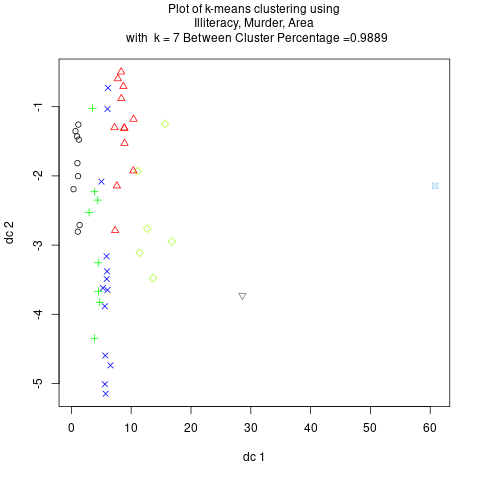 Plot of k-means clustering using
Illiteracy, Murder, Area
with k = 7 Between Cluster Percentage =0.9889
-1
-2
-3
-4
-5
dc 2
0 10 20 30 40 50 60
dc 1